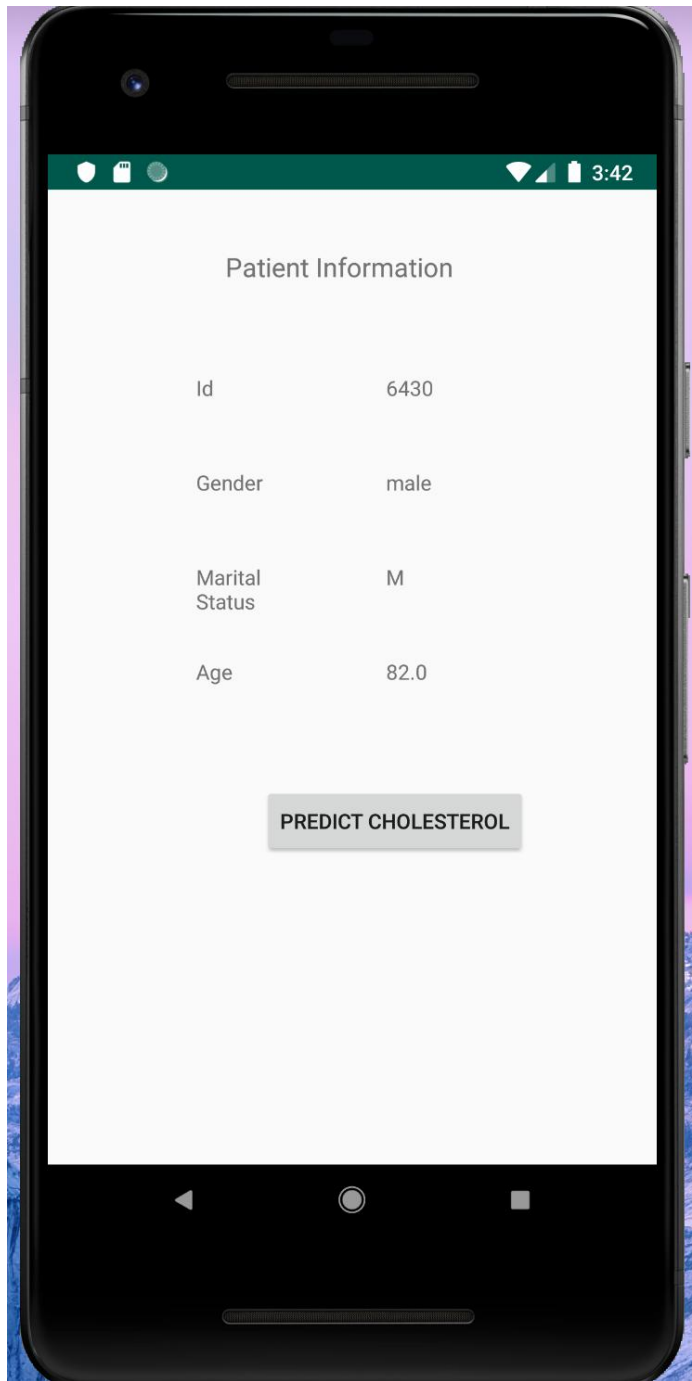 3:42
Patient Information
Id 6430
Gender male
Marital M
Status
Age 82.0
PREDICT CHOLESTEROL